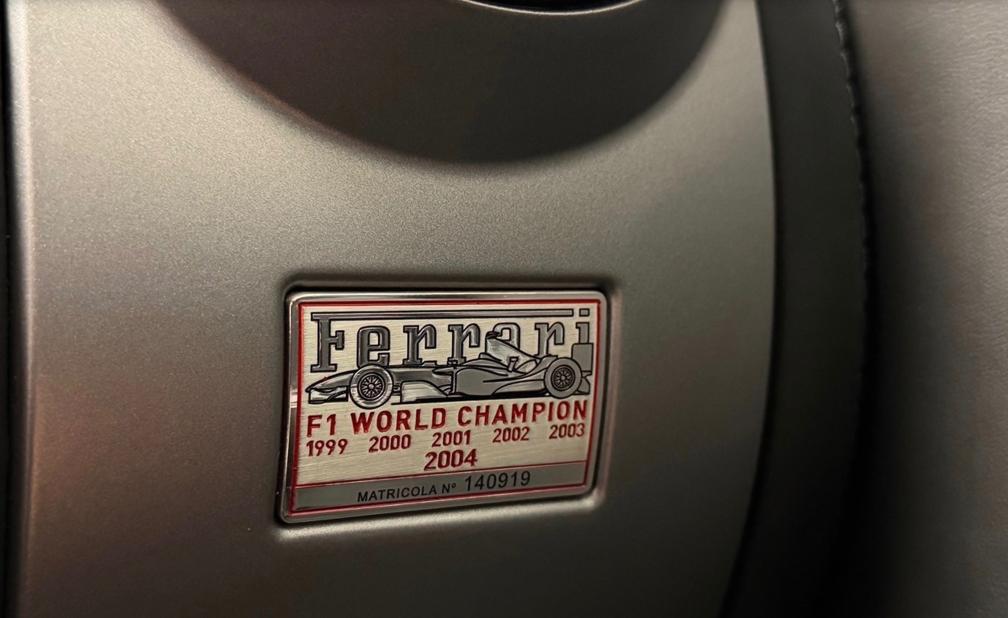 Ferrari
F1 WORLD CHAMPION
1999 2000 2001 2002 2003
2004
MATRICOLA Nº 140919